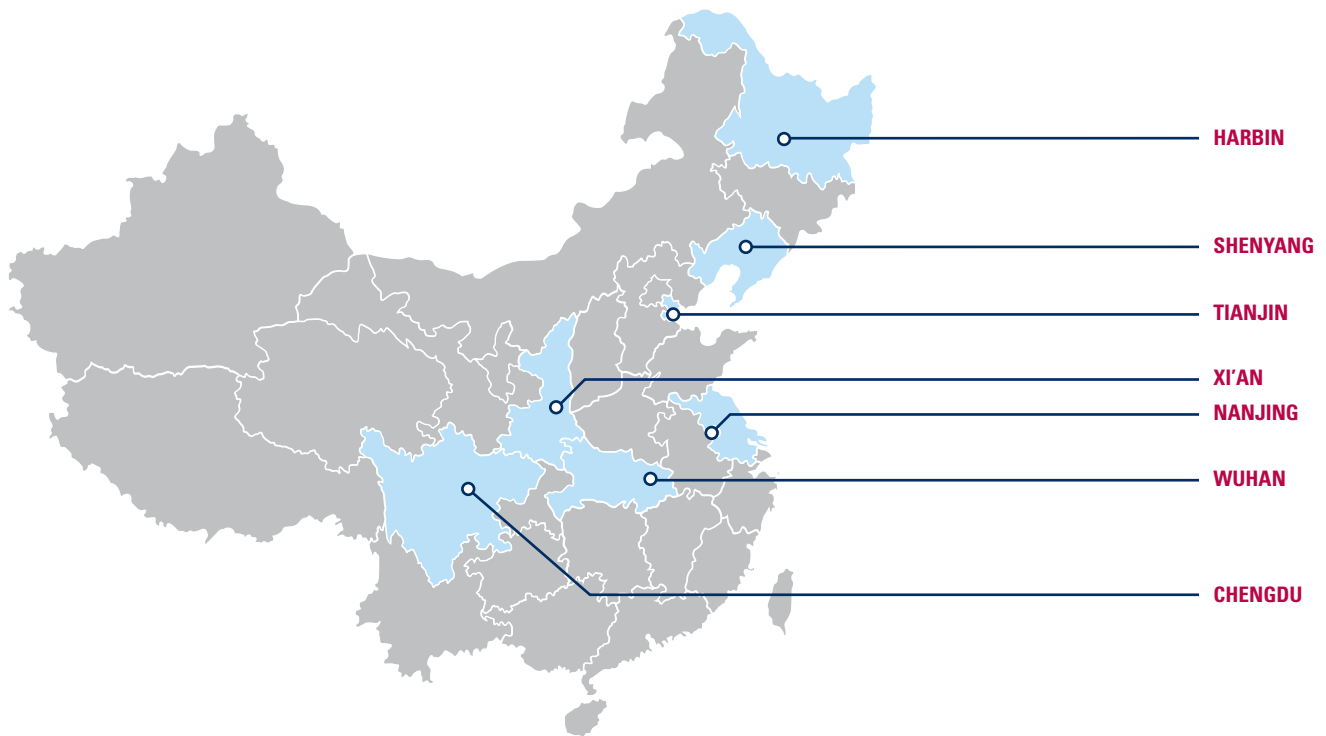 HARBIN
SHENYANG
TIANJIN
XI’AN
NANJING
WUHAN
CHENGDU